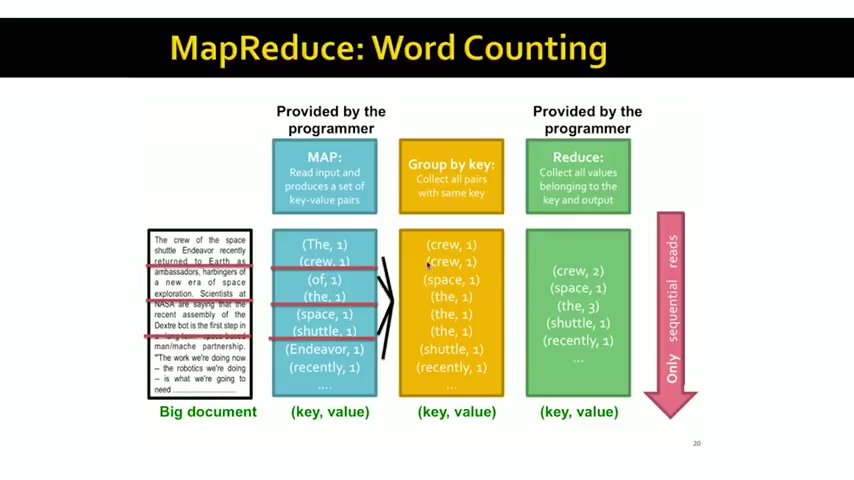 MapReduce: Word Counting
Provided by the
programmer
Provided by the
programmer
MAP:
Read input and
produces a set of
key-value pairs
Group by key:
Collect all pairs
with same key
Reduce:
Collect all values
belonging to the
key and output
The crew of the space
shuttle Endeavor recently
returned to Earth as
ambassadors, harbingers of
a new era of space
exploration. Scientists at
NASA are saying that the
recent assembly of the
Dextre bot is the first step in
a long-term space-based
man/mache partnership.
"The work we're doing now
-- the robotics we're doing
-- is what we're going to
need ........................
Big document
(The, 1)
(crew, 1)
(of, 1)
(the, 1)
(space, 1)
(shuttle, 1)
(Endeavor, 1)
(recently, 1)
....
(key, value)
(crew, 1)
(crew, 1)
(space, 1)
(the, 1)
(the, 1)
(the, 1)
(shuttle, 1)
(recently, 1)
...
(key, value)
(crew, 2)
(space, 1)
(the, 3)
(shuttle, 1)
(recently, 1)
...
(key, value)
Only sequential reads
20